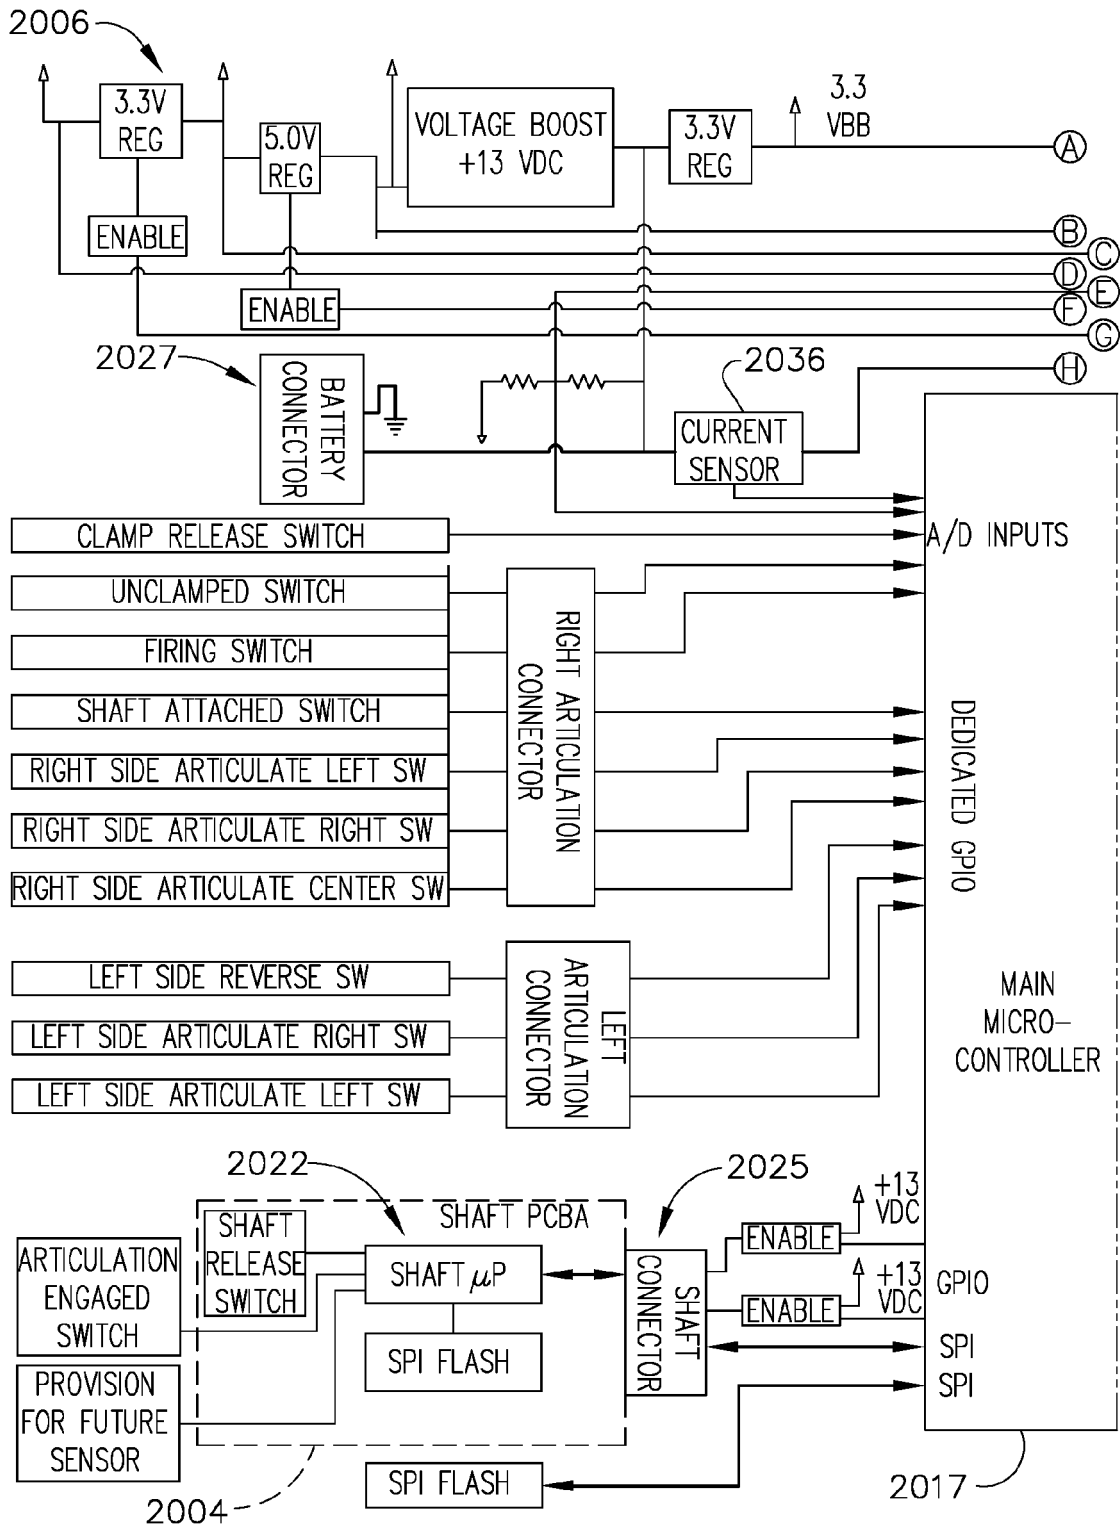 2006
3.3V
REG
5.0V
REG
VOLTAGE BOOST
+13 VDC
3.3V
REG
3.3
VBB
A
ENABLE
B
C
D
E
ENABLE
F
G
2027
BATTERY
CONNECTOR
2036
H
CURRENT
SENSOR
CLAMP RELEASE SWITCH
A/D INPUTS
UNCLAMPED SWITCH
FIRING SWITCH
SHAFT ATTACHED SWITCH
RIGHT SIDE ARTICULATE LEFT SW
RIGHT SIDE ARTICULATE RIGHT SW
RIGHT SIDE ARTICULATE CENTER SW
RIGHT ARTICULATION
CONNECTOR
DEDICATED GPIO
LEFT SIDE REVERSE SW
LEFT SIDE ARTICULATE RIGHT SW
LEFT SIDE ARTICULATE LEFT SW
LEFT
ARTICULATION
CONNECTOR
MAIN
MICRO-
CONTROLLER
2022
2025
SHAFT PCBA
SHAFT
RELEASE
SWITCH
ARTICULATION
ENGAGED
SWITCH
SHAFT μP
SPI FLASH
SHAFT
CONNECTOR
ENABLE
+13
VDC
ENABLE
+13
VDC
GPIO
SPI
SPI
PROVISION
FOR FUTURE
SENSOR
2004
SPI FLASH
2017